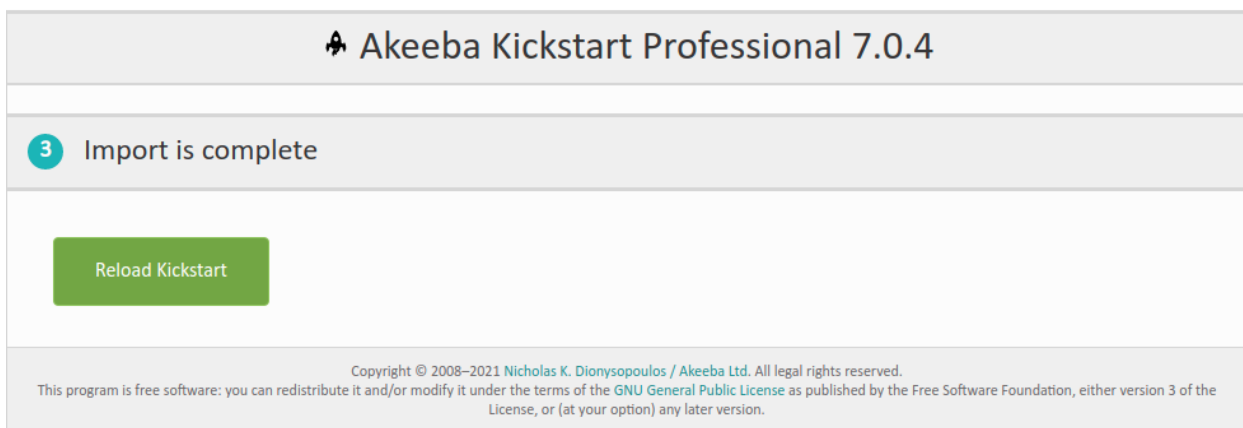 Akeeba Kickstart Professional 7.0.4
3 Import is complete
Reload Kickstart
Copyright © 2008–2021 Nicholas K. Dionysopoulos / Akeeba Ltd. All legal rights reserved.
This program is free software: you can redistribute it and/or modify it under the terms of the GNU General Public License as published by the Free Software Foundation, either version 3 of the
License, or (at your option) any later version.